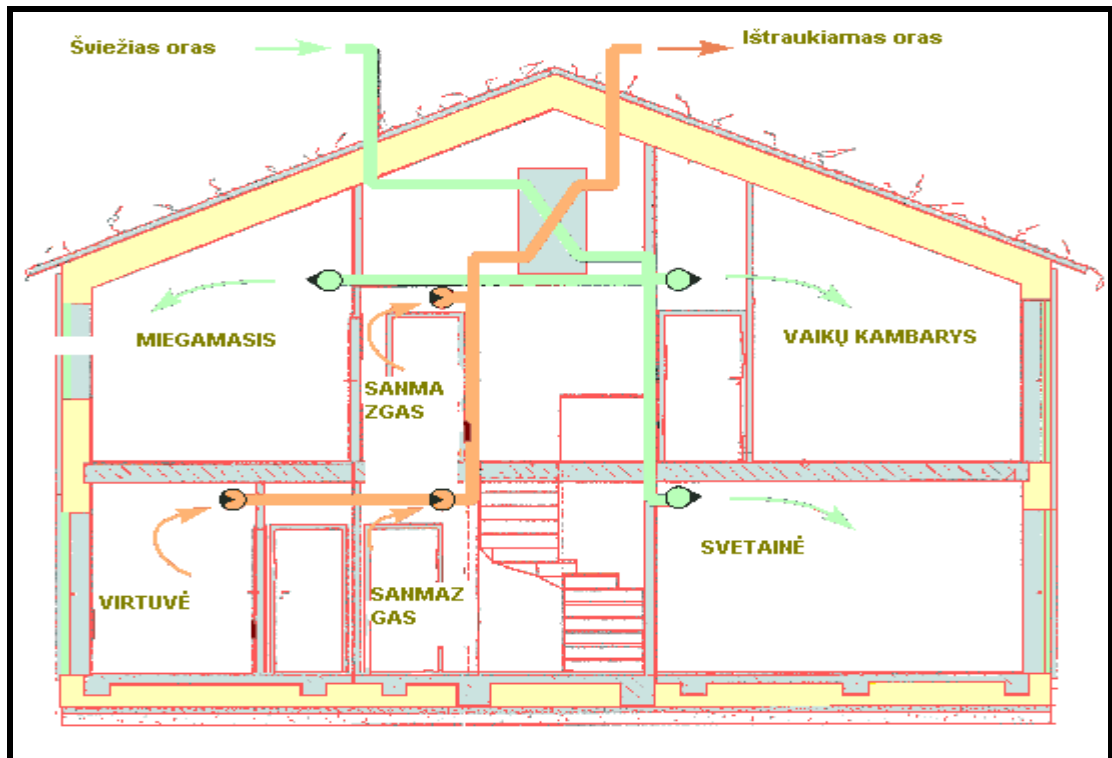 Šviežias oras
Ištraukiamas oras
MIEGAMASIS
VAIKŲ KAMBARYS
SANMA
ZGAS
SVETAINĖ
VIRTUVĖ
SANMAZ
GAS